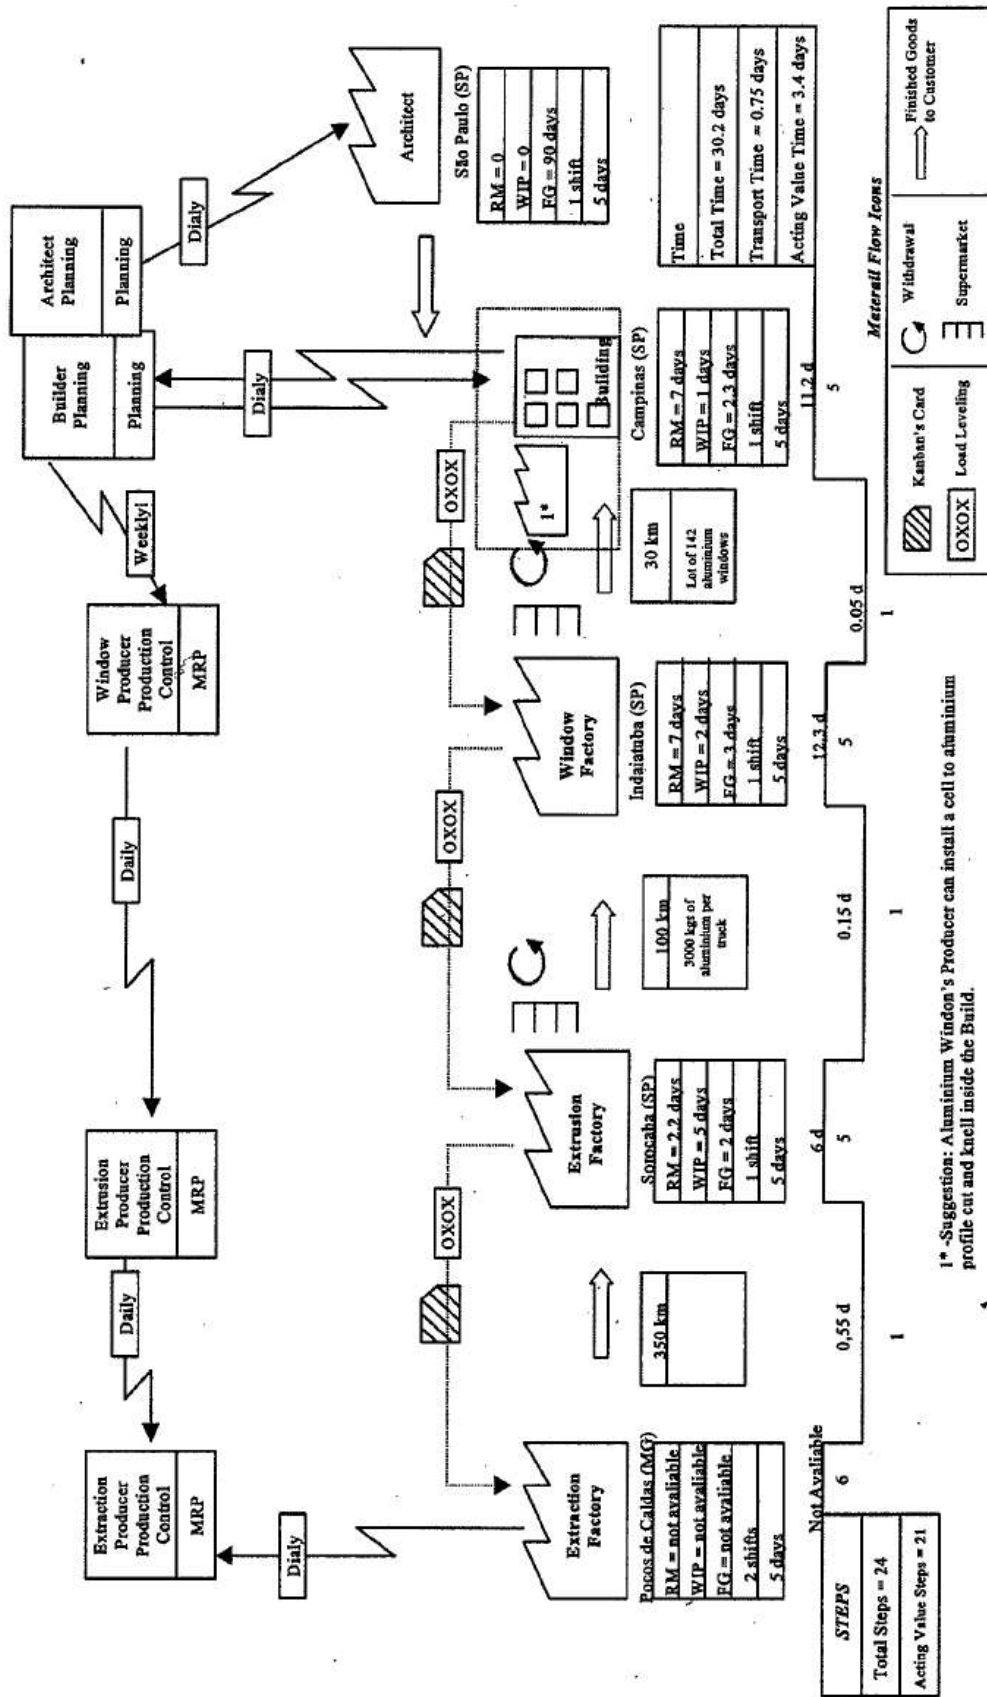 Extraction
Producer
Production
Control
MRP
Daily
Extrusion
Producer
Production
Control
MRP
Daily
Window
Producer
Production
Control
MRP
Weekly!
Builder
Planning
Planning
Architect
Planning
Planning
Dialy
Dialy
Dialy
OXOX
OXOX
OXOX
Extraction
Factory
Pocos de Caldas (MG)
RM = not avaliable
WIP = not avaliable
FG = not avaliable
2 shifts
5 days
350 km
Extrusion
Factory
Sorocaba (SP)
RM = 2.2 days
WIP = 5 days
FG = 2 days
1 shift
5 days
100 km
3000 kgs of
aluminium per
truck
Window
Factory
Indaiatuba (SP)
RM = 7 days
WIP = 2 days
FG = 3 days
1 shift
5 days
30 km
Lot of 142
aluminium
windows
1*
Building
Campinas (SP)
RM = 7 days
WIP = 1 days
FG = 2.3 days
1 shift
5 days
Architect
São Paulo (SP)
RM = 0
WIP = 0
FG = 90 days
1 shift
5 days
STEPS
Total Steps = 24
Acting Value Steps = 21
Not Avaliable
6
0,55 d
1
6 d
5
0.15 d
1
12.3 d
5
0.05 d
1
11.2 d
5
Time
Total Time = 30.2 days
Transport Time = 0.75 days
Acting Value Time = 3.4 days
1* -Suggestion: Aluminium Windon's Producer can install a cell to aluminium
profile cut and knell inside the Build.
Materail Flow Icons
Kanban's Card
Withdrawal
Finished Goods
to Customer
OXOX
Load Leveling
Supermarket